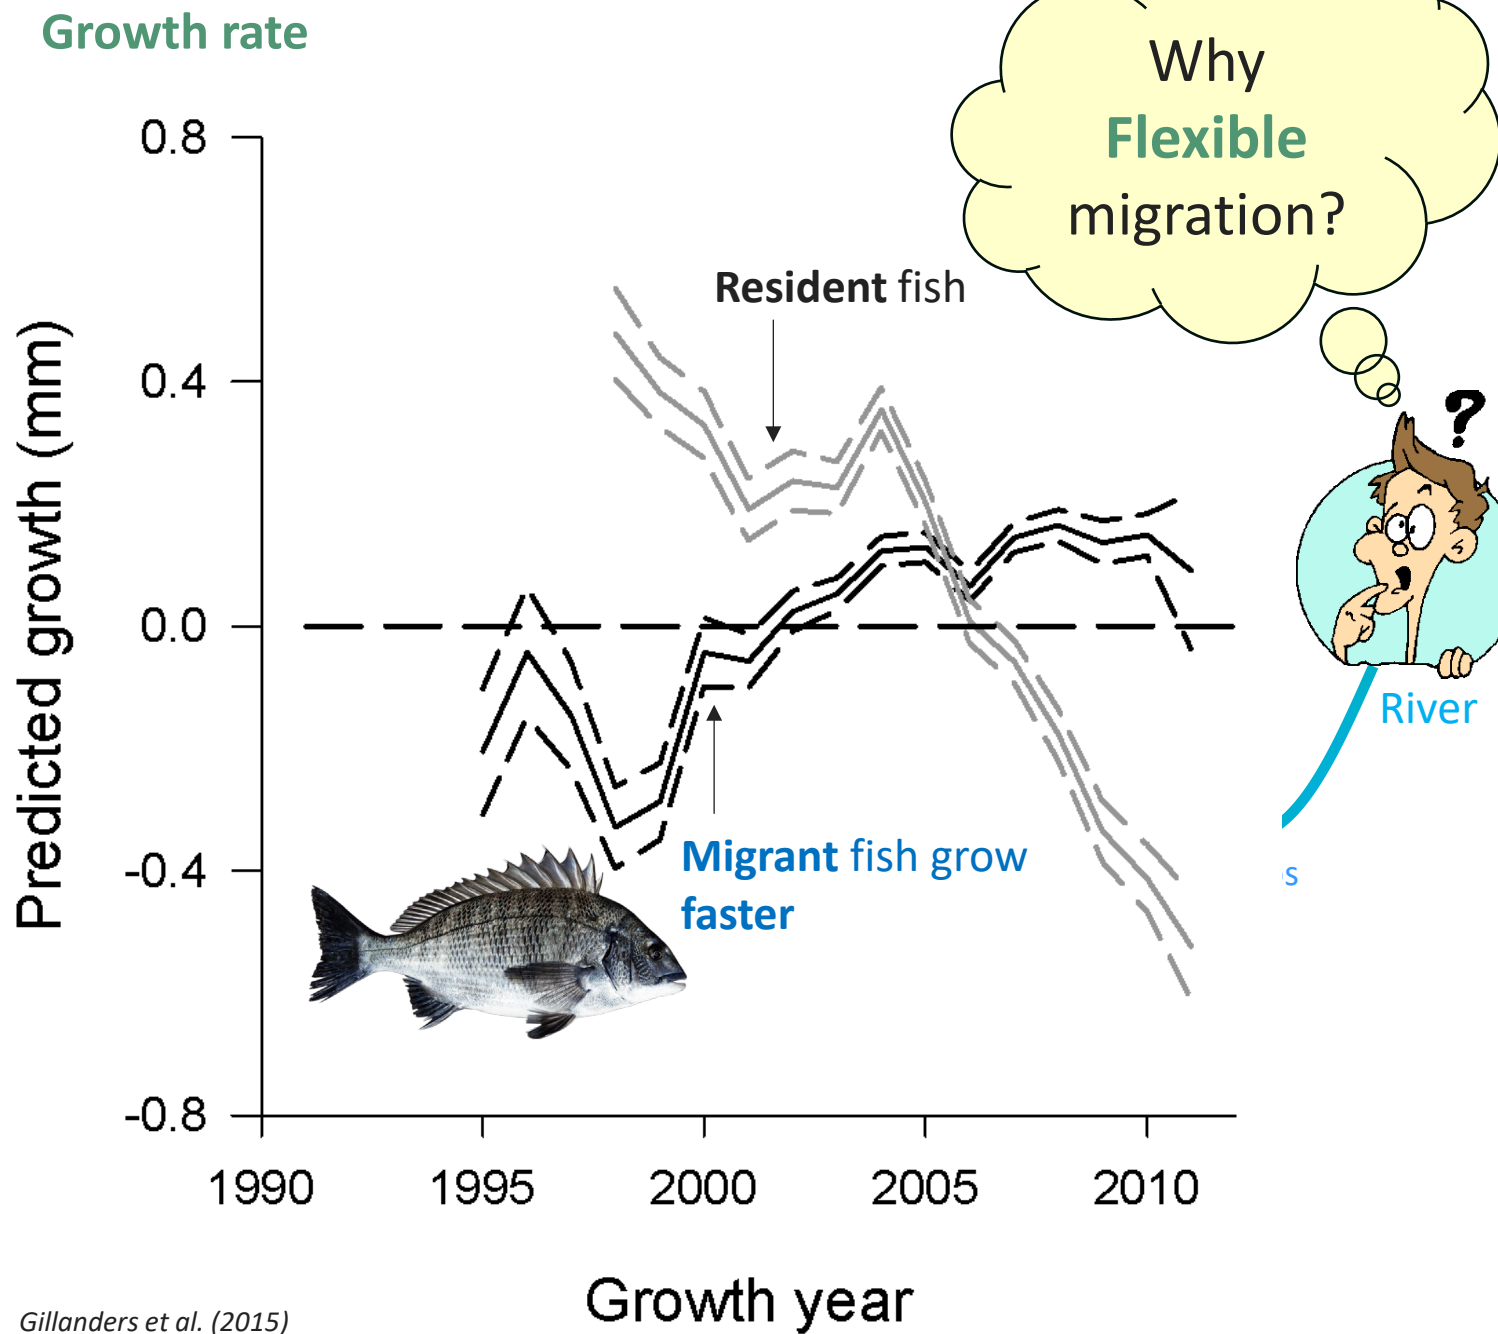 Growth rate
Why
Flexible
migration?
Resident fish
0.8
0.4
0.0
-0.4
-0.8
Predicted growth (mm)
?
River
Migrant fish grow
faster
1990
1995
2000
2005
2010
Growth year
Gillanders et al. (2015)